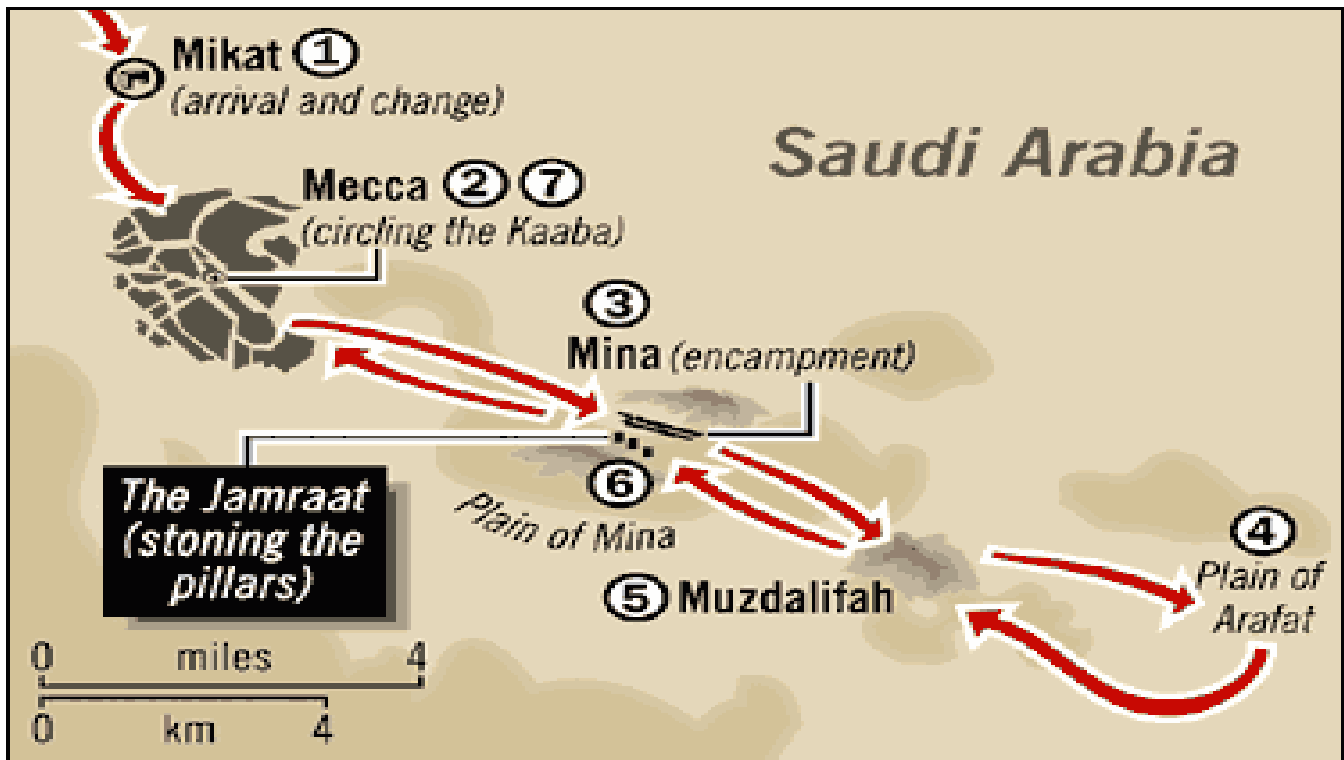 Mikat 1
(arrival and change)
Saudi Arabia
Mecca 2 7
(circling the Kaaba)
3
Mina (encampment)
The Jamraat
(stoning the
pillars)
6
Plain of Mina
4
Plain of
Arafat
5 Muzdalifah
0 miles 4
0 km 4